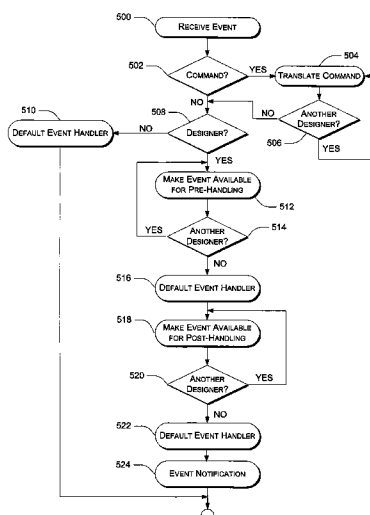 500
RECEIVE EVENT
502
COMMAND?
YES
504
TRANSLATE COMMAND
NO
508
510
DEFAULT EVENT HANDLER
NO
DESIGNER?
NO
ANOTHER
DESIGNER?
506
YES
YES
MAKE EVENT AVAILABLE
FOR PRE-HANDLING
512
YES
ANOTHER
DESIGNER?
514
NO
516
DEFAULT EVENT HANDLER
518
MAKE EVENT AVAILABLE
FOR POST-HANDLING
520
ANOTHER
DESIGNER?
YES
NO
522
DEFAULT EVENT HANDLER
524
EVENT NOTIFICATION